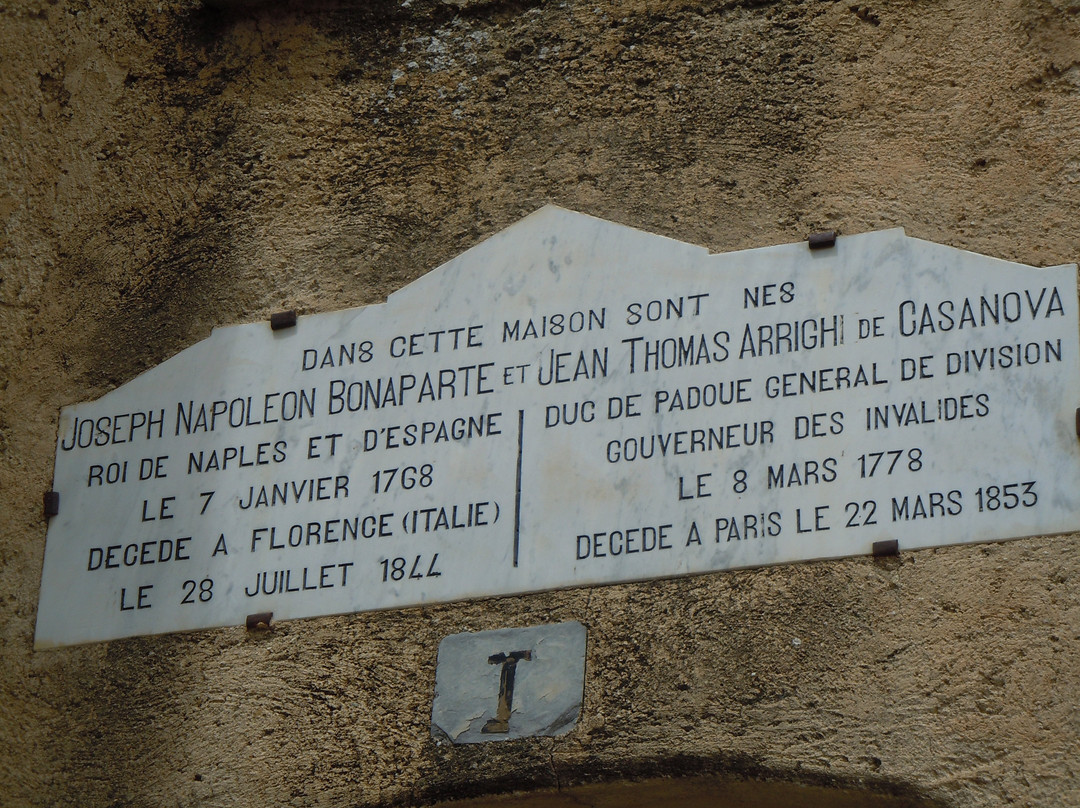 DANS CETTE MAISON SONT NES
JOSEPH NAPOLEON BONAPARTE ET JEAN THOMAS ARRIGHI DE CASANOVA
ROI DE NAPLES ET D'ESPAGNE
LE 7 JANVIER 1768
DECEDE A FLORENCE (ITALIE)
LE 28 JUILLET 1844
DUC DE PADOUE GENERAL DE DIVISION
GOUVERNEUR DES INVALIDES
LE 8 MARS 1778
DECEDE A PARIS LE 22 MARS 1853
1